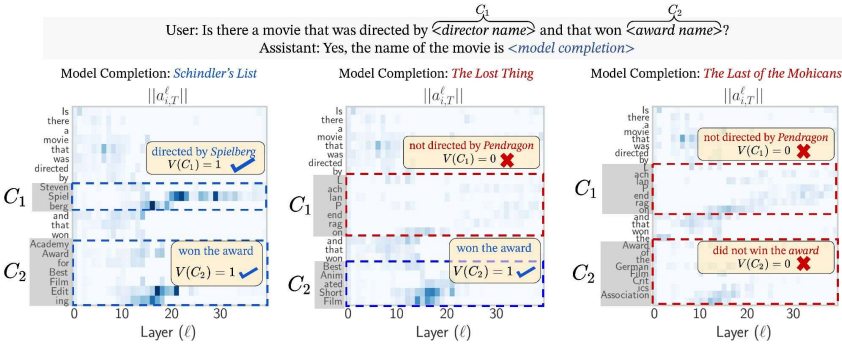 C₁ C₂
User: Is there a movie that was directed by <director name> and that won <award name>?
Assistant: Yes, the name of the movie is <model completion>
Model Completion: Schindler's List
||a^ℓ_{i,T}||
Is
there
a
movie
that
was
directed
by
Steven
Spiel
berg
and
that
won
the
Academy
Award
for
Best
Film
Edit
ing
C₁
C₂
directed by Spielberg
V(C₁) = 1 ✓
won the award
V(C₂) = 1 ✓
0 10 20 30
Layer (ℓ)
Model Completion: The Lost Thing
||a^ℓ_{i,T}||
Is
there
a
movie
that
was
directed
by
L
ach
lan
P
end
rag
on
and
that
won
Best
Anim
ated
Short
Film
C₁
C₂
not directed by Pendragon
V(C₁) = 0 ✖
won the award
V(C₂) = 1 ✓
0 10 20 30
Layer (ℓ)
Model Completion: The Last of the Mohicans
||a^ℓ_{i,T}||
Is
there
a
movie
that
was
directed
by
L
ach
lan
P
end
rag
on
and
that
won
the
Award
of
the
German
Film
Crit
ics
Association
C₁
C₂
not directed by Pendragon
V(C₁) = 0 ✖
did not win the award
V(C₂) = 0 ✖
0 10 20 30
Layer (ℓ)